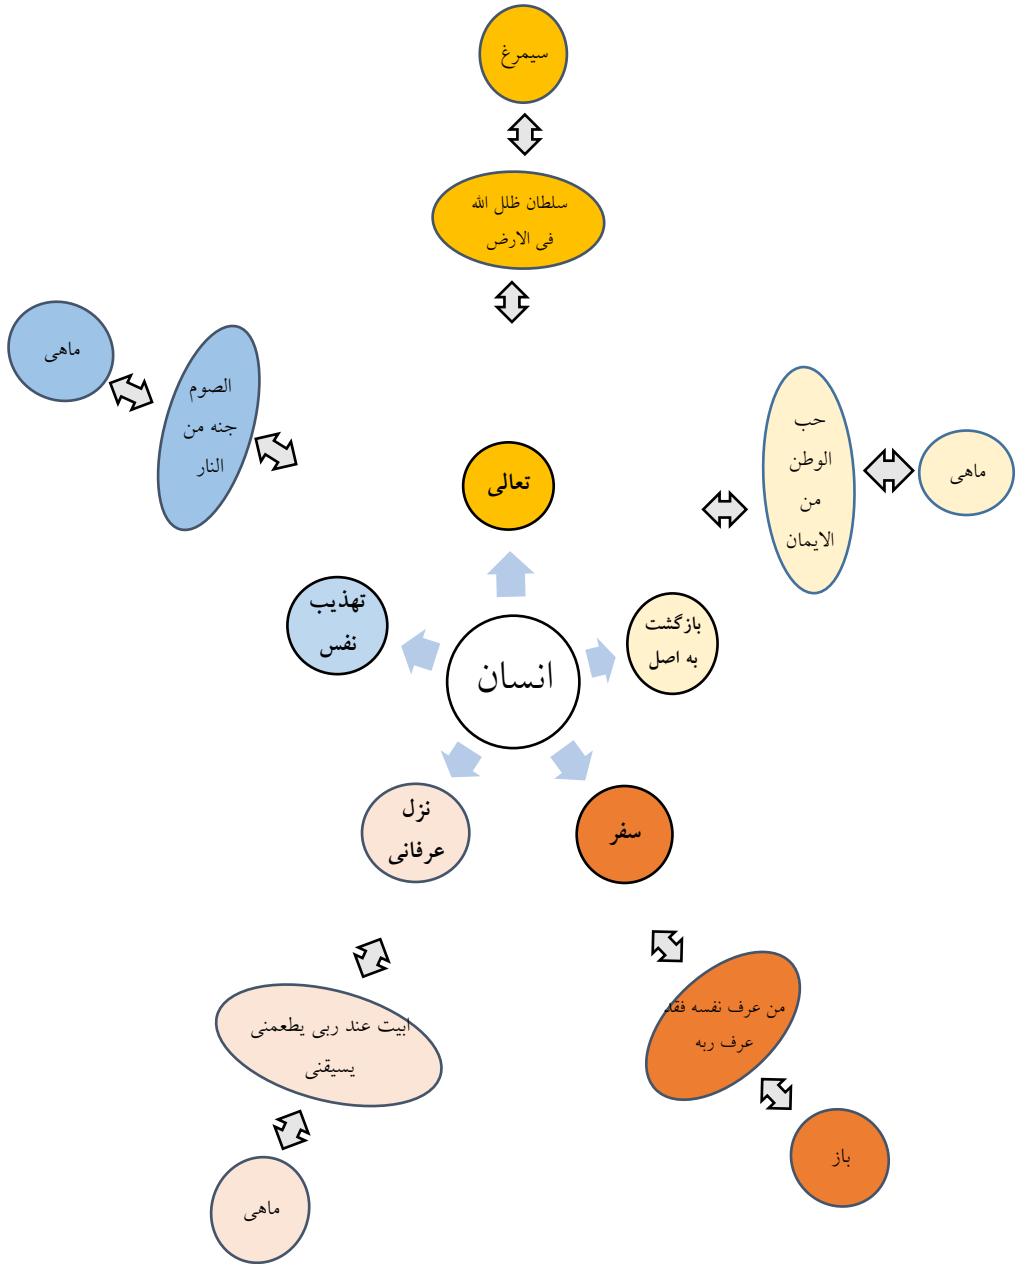 سیمرغ
سلطان ظلل الله
فی الارض
ماهی
الصوم
جنه من
النار
حب
الوطن
من
الایمان
ماهی
تعالی
تهذیب
نفس
انسان
بازگشت
به اصل
نزل
عرفانی
سفر
ابیت عند ربی یطعمنی
یسیقنی
ماهی
من عرف نفسه فقد
عرف ربه
باز